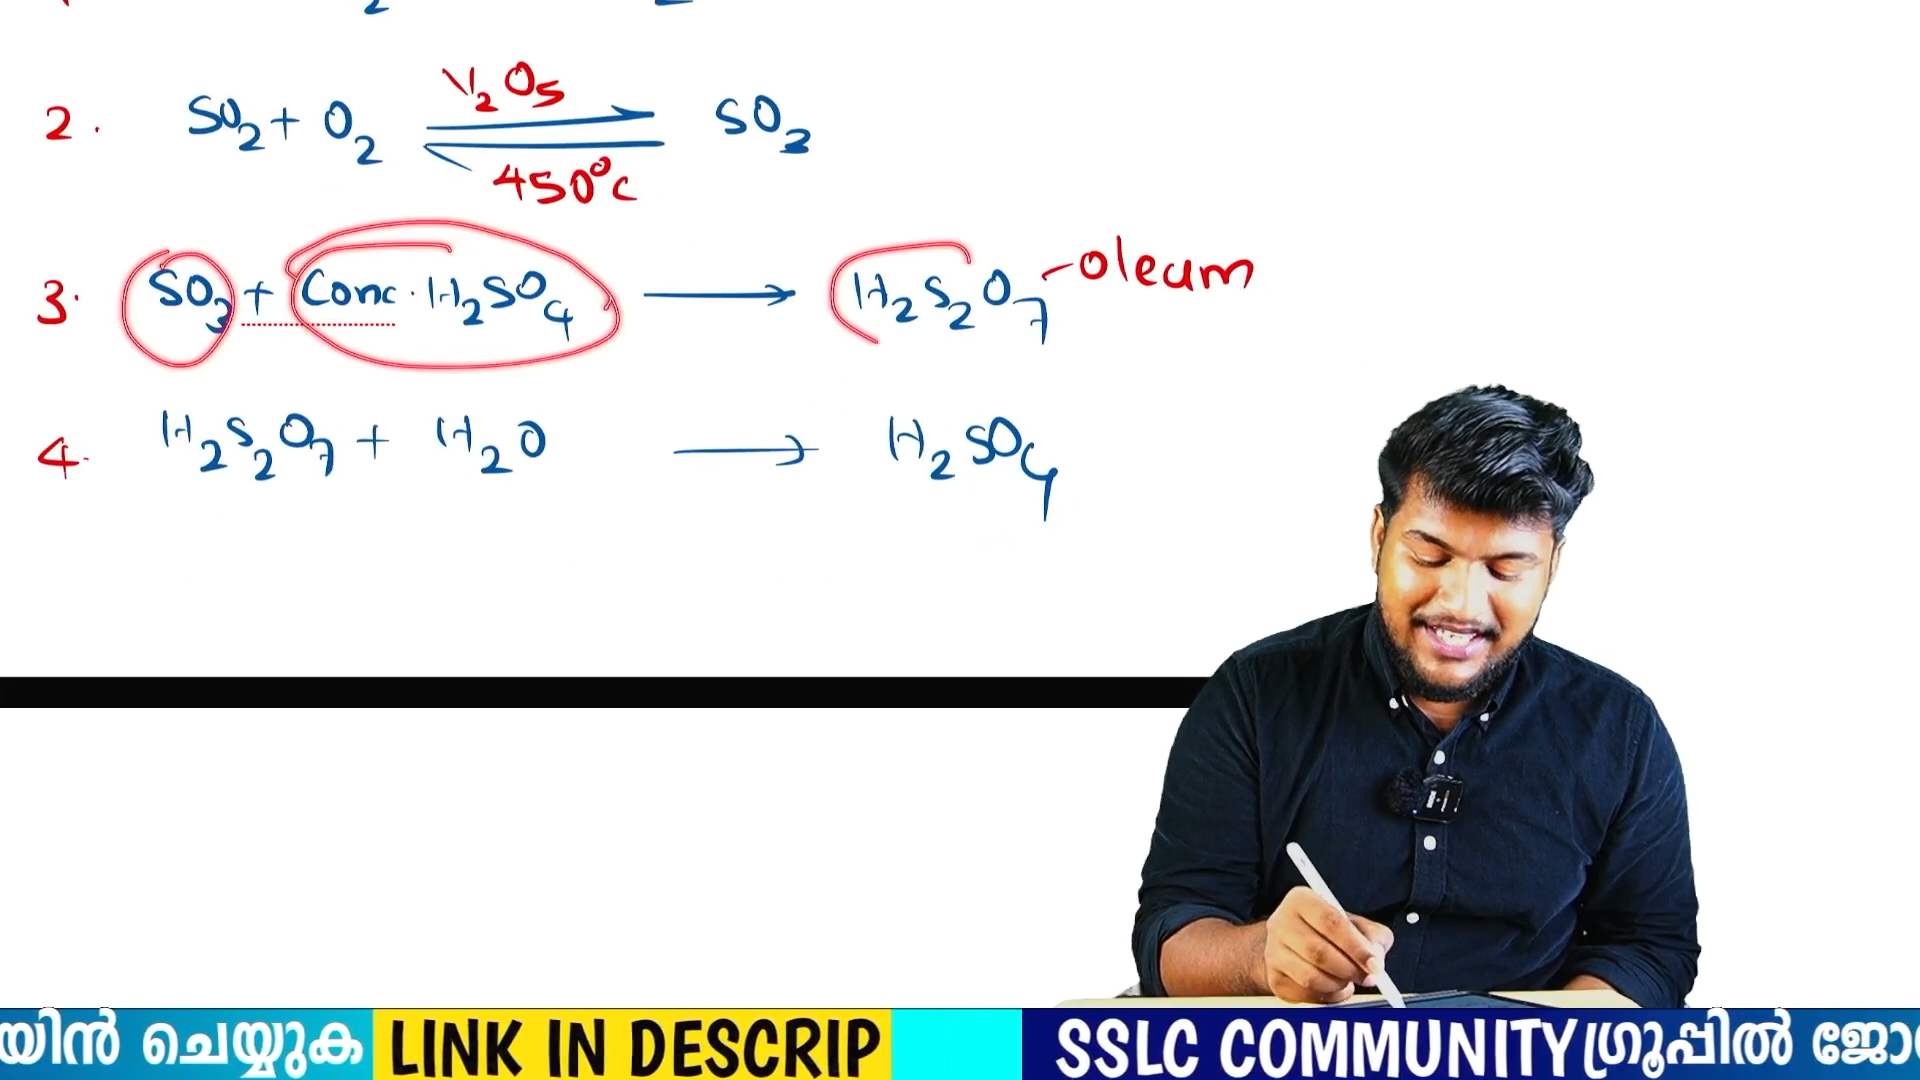 2. SO₂ + O₂ V₂O₅ ⇌ 450°C SO₃
3. SO₃ + Conc. H₂SO₄ → H₂S₂O₇ - oleum
4. H₂S₂O₇ + H₂O → H₂SO₄
യിൻ ചെയ്യുക LINK IN DESCRIP SSLC COMMUNITY ഗ്രൂപ്പിൽ ജോ